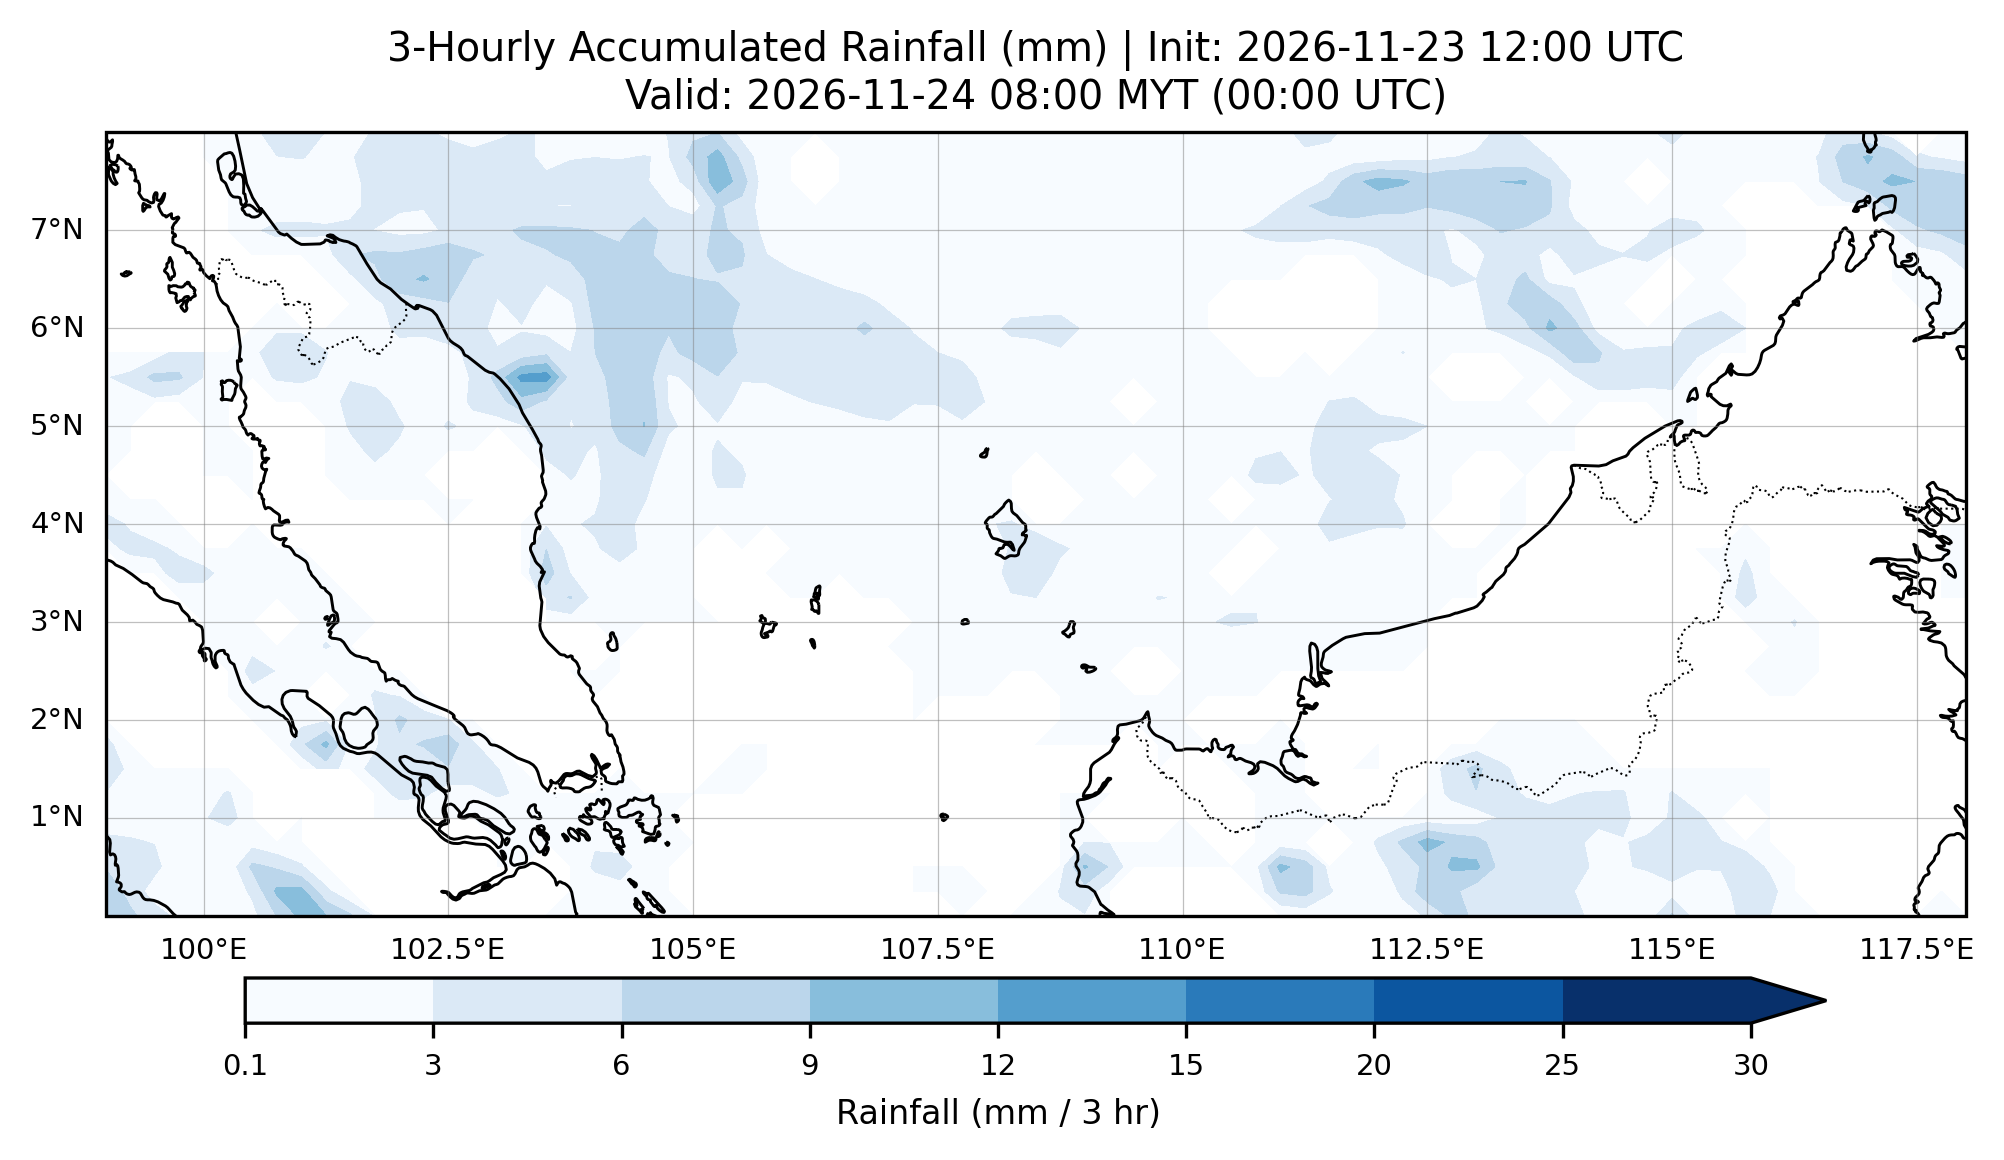 3-Hourly Accumulated Rainfall (mm) | Init: 2026-11-23 12:00 UTC
Valid: 2026-11-24 08:00 MYT (00:00 UTC)
7°N
6°N
5°N
4°N
3°N
2°N
1°N
100°E 102.5°E 105°E 107.5°E 110°E 112.5°E 115°E 117.5°E
0.1 3 6 9 12 15 20 25 30
Rainfall (mm / 3 hr)